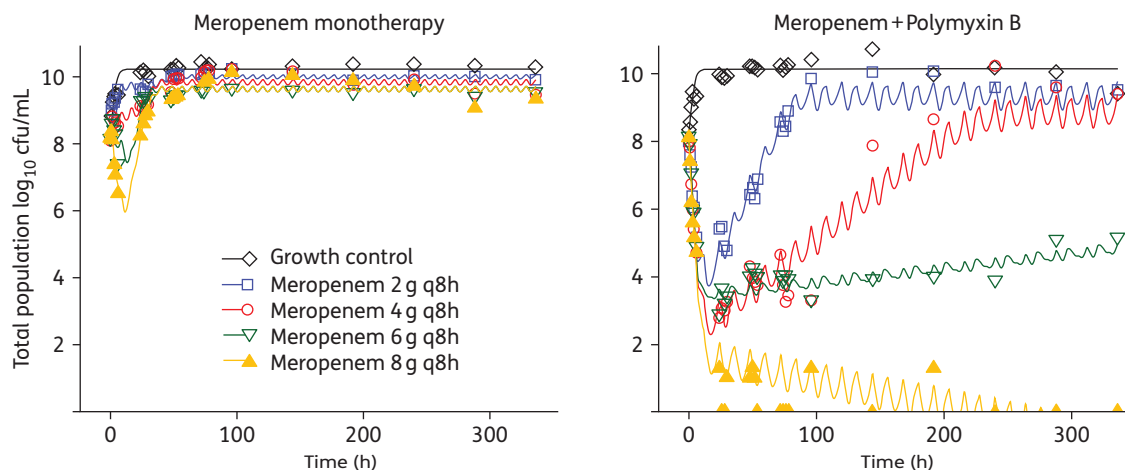 Meropenem monotherapy
Total population log10 cfu/mL
10
8
6
4
2
Growth control
Meropenem 2 g q8h
Meropenem 4 g q8h
Meropenem 6 g q8h
Meropenem 8 g q8h
0
100
200
300
Time (h)
Meropenem + Polymyxin B
10
8
6
4
2
0
100
200
300
Time (h)